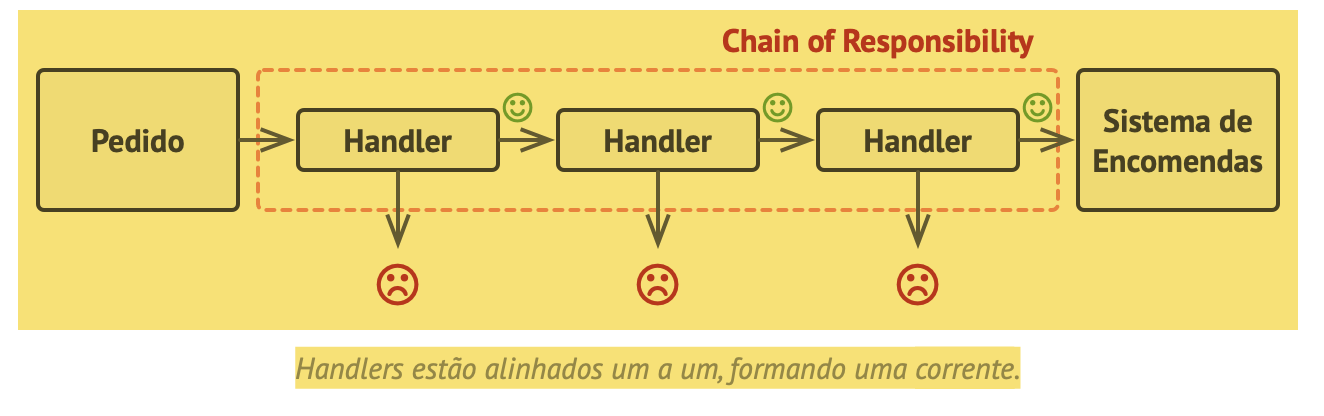 Chain of Responsibility
Pedido
Handler
Handler
Handler
Sistema de
Encomendas
Handlers estão alinhados um a um, formando uma corrente.